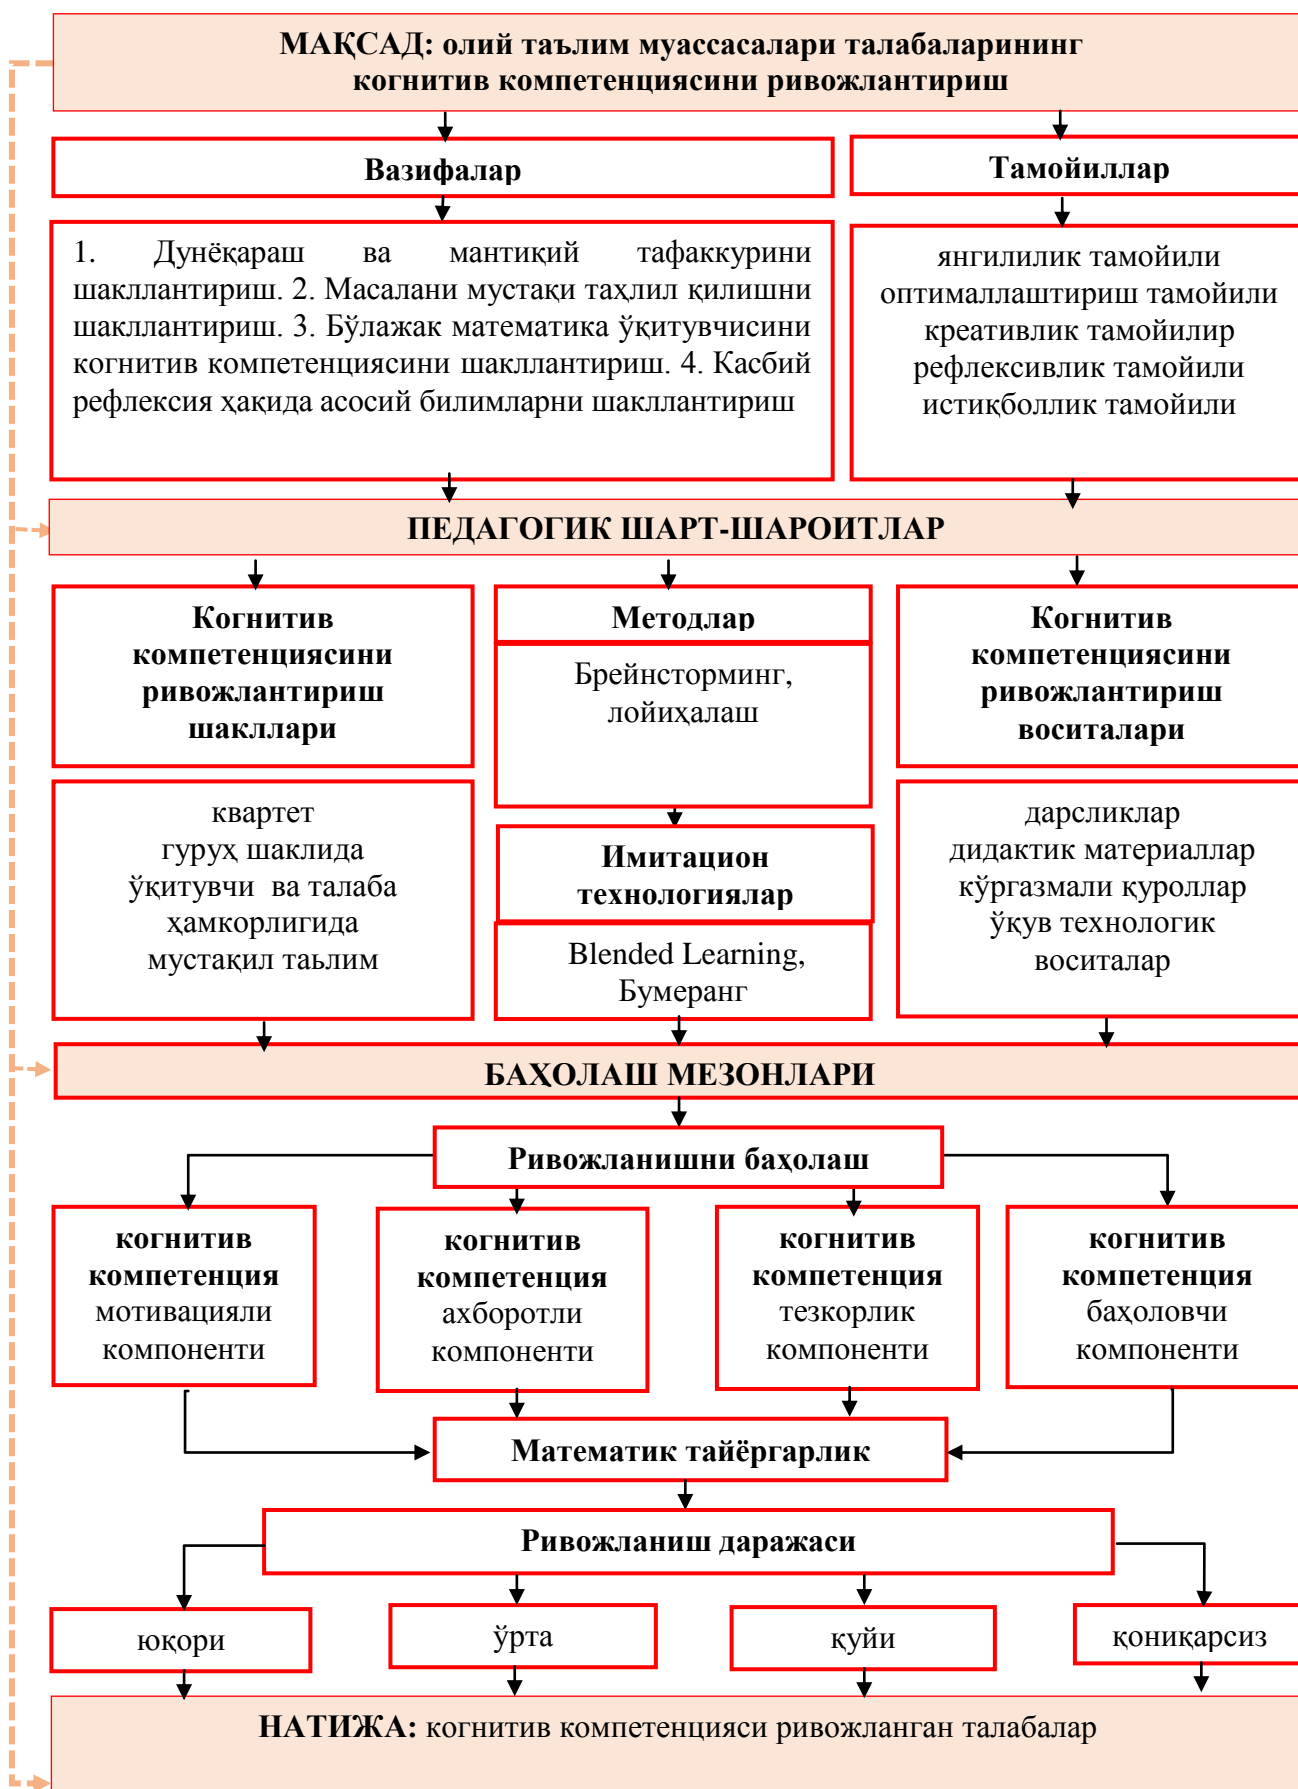 МАҚСАД: олий таълим муассасалари талабаларининг
когнитив компетенциясини ривожлантириш
Вазифалар
Тамойиллар
1. Дунёқараш ва мантиқий тафаккурини
шакллантириш. 2. Масалани мустақи таҳлил қилишни
шакллантириш. 3. Бўлажак математика ўқитувчисини
когнитив компетенциясини шакллантириш. 4. Касбий
рефлексия ҳақида асосий билимларни шакллантириш
янгилилик тамойили
оптималлаштириш тамойили
креативлик тамойилир
рефлексивлик тамойили
истиқболлик тамойили
ПЕДАГОГИК ШАРТ-ШАРОИТЛАР
Когнитив
компетенциясини
ривожлантириш
шакллари
Методлар
Брейнсторминг,
лойиҳалаш
Когнитив
компетенциясини
ривожлантириш
воситалари
квартет
гуруҳ шаклида
ўқитувчи ва талаба
ҳамкорлигида
мустақил таьлим
Имитацион
технологиялар
Blended Learning,
Бумеранг
дарсликлар
дидактик материаллар
кўргазмали қуроллар
ўқув технологик
воситалар
БАҲОЛАШ МЕЗОНЛАРИ
Ривожланишни баҳолаш
когнитив
компетенция
мотивацияли
компоненти
когнитив
компетенция
ахборотли
компоненти
когнитив
компетенция
тезкорлик
компоненти
когнитив
компетенция
баҳоловчи
компоненти
Математик тайёргарлик
Ривожланиш даражаси
юқори
ўрта
қуйи
қониқарсиз
НАТИЖА: когнитив компетенцияси ривожланган талабалар